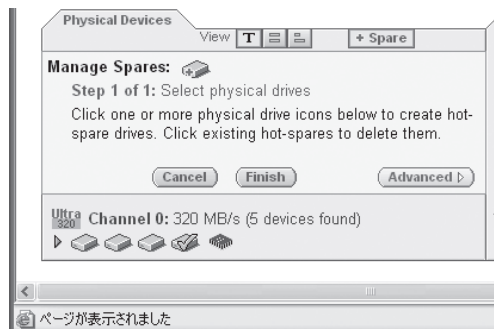 Physical Devices
View T + Spare
Manage Spares:
Step 1 of 1: Select physical drives
Click one or more physical drive icons below to create hot-
spare drives. Click existing hot-spares to delete them.
Cancel Finish Advanced
Ultra 320 Channel 0: 320 MB/s (5 devices found)
ページが表示されました